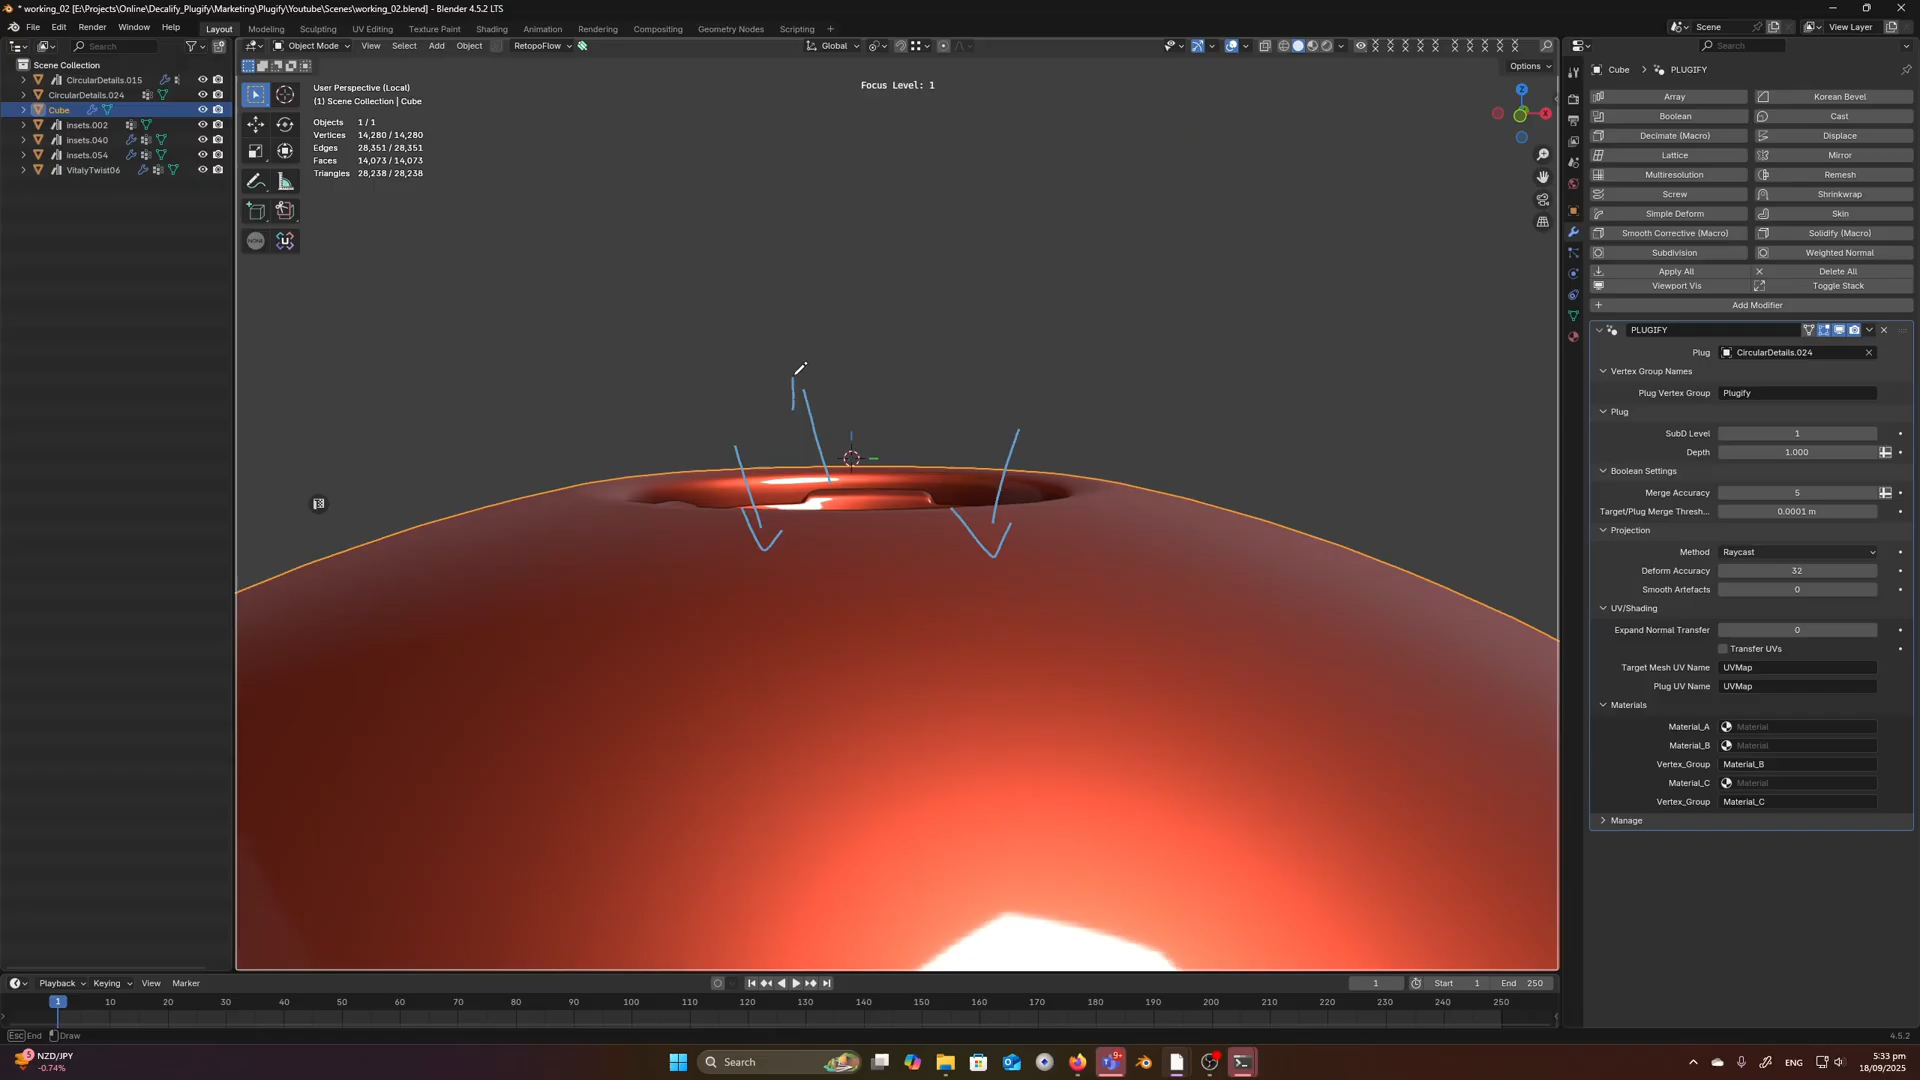 * working_02 [E:\Projects\Online\Decalify_Plugify\Marketing\Plugify\Youtube\Scenes\working_02.blend] - Blender 4.5.2 LTS
File Edit Render Window Help
Layout Modeling Sculpting UV Editing Texture Paint Shading Animation Rendering Compositing Geometry Nodes Scripting +
Scene
View Layer
Search
Object Mode View Select Add Object RetopoFlow
Global
Search
Scene Collection
CircularDetails.015
CircularDetails.024
Cube
insets.002
insets.040
insets.054
VitalyTwist06
Options
User Perspective (Local)
(1) Scene Collection | Cube
Focus Level: 1
Objects 1 / 1
Vertices 14,280 / 14,280
Edges 28,351 / 28,351
Faces 14,073 / 14,073
Triangles 28,238 / 28,238
NONE
Z
X
Cube > PLUGIFY
Array Korean Bevel
Boolean Cast
Decimate (Macro) Displace
Lattice Mirror
Multiresolution Remesh
Screw Shrinkwrap
Simple Deform Skin
Smooth Corrective (Macro) Solidify (Macro)
Subdivision Weighted Normal
Apply All Delete All
Viewport Vis Toggle Stack
Add Modifier
PLUGIFY
Plug CircularDetails.024
Vertex Group Names
Plug Vertex Group Plugify
Plug
SubD Level 1
Depth 1.000
Boolean Settings
Merge Accuracy 5
Target/Plug Merge Thresh... 0.0001 m
Projection
Method Raycast
Deform Accuracy 32
Smooth Artefacts 0
UV/Shading
Expand Normal Transfer 0
Transfer UVs
Target Mesh UV Name UVMap
Plug UV Name UVMap
Materials
Material_A Material
Material_B Material
Vertex_Group Material_B
Material_C Material
Vertex_Group Material_C
Manage
Playback Keying View Marker
1 Start 1 End 250
1 10 20 30 40 50 60 70 80 90 100 110 120 130 140 150 160 170 180 190 200 210 220 230 240 250
Esc End Draw
4.5.2
5
NZD/JPY
-0.74%
Search
9+
ENG
5:33 pm
18/09/2025